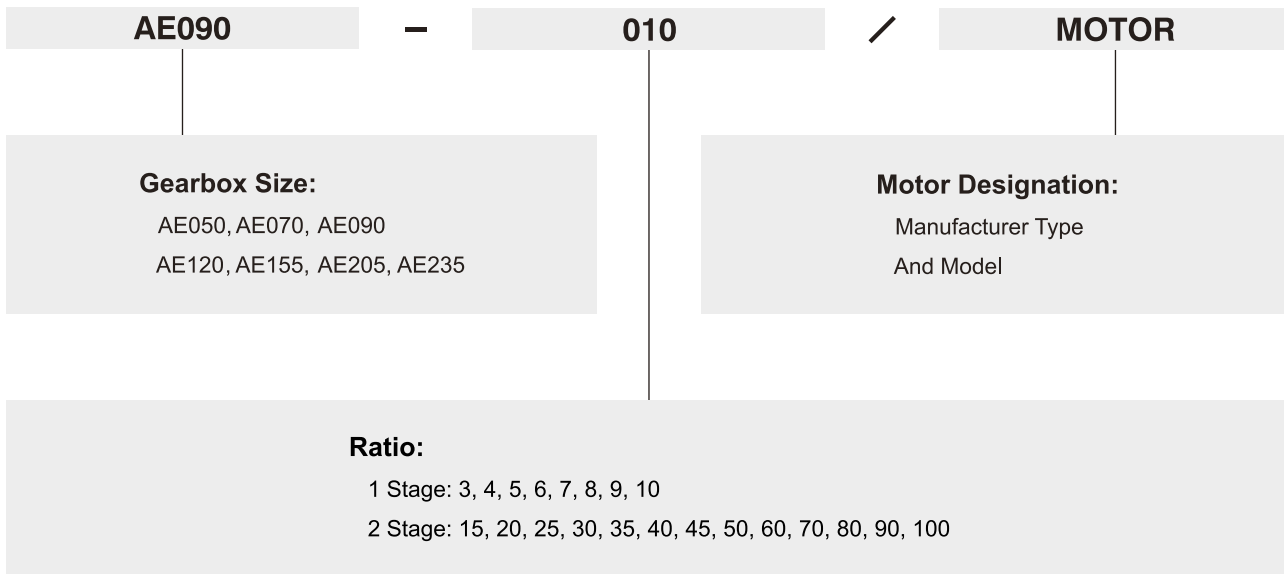 AE090 - 010 / MOTOR
Gearbox Size:
AE050, AE070, AE090
AE120, AE155, AE205, AE235
Motor Designation:
Manufacturer Type
And Model
Ratio:
1 Stage: 3, 4, 5, 6, 7, 8, 9, 10
2 Stage: 15, 20, 25, 30, 35, 40, 45, 50, 60, 70, 80, 90, 100